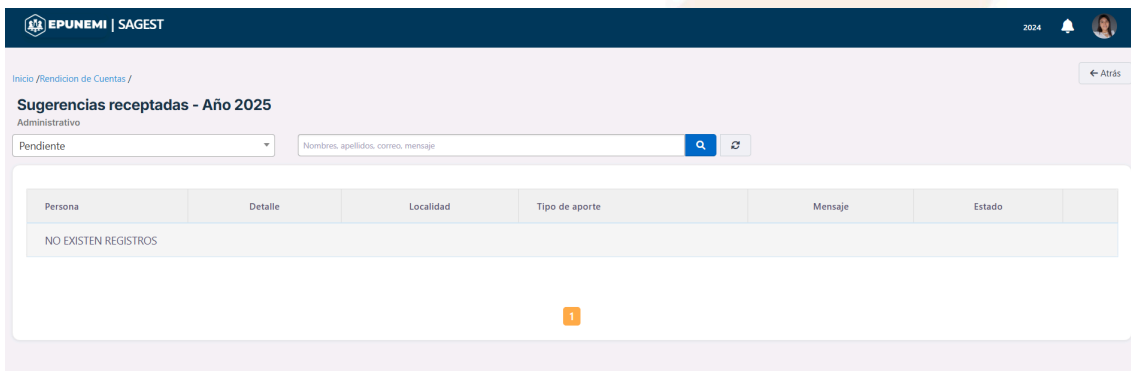 EPUNEMI | SAGEST
2024
Inicio /Rendicion de Cuentas /
← Atrás
Sugerencias receptadas - Año 2025
Administrativo
Pendiente
Nombres, apellidos, correo, mensaje
Persona Detalle Localidad Tipo de aporte Mensaje Estado
NO EXISTEN REGISTROS
1